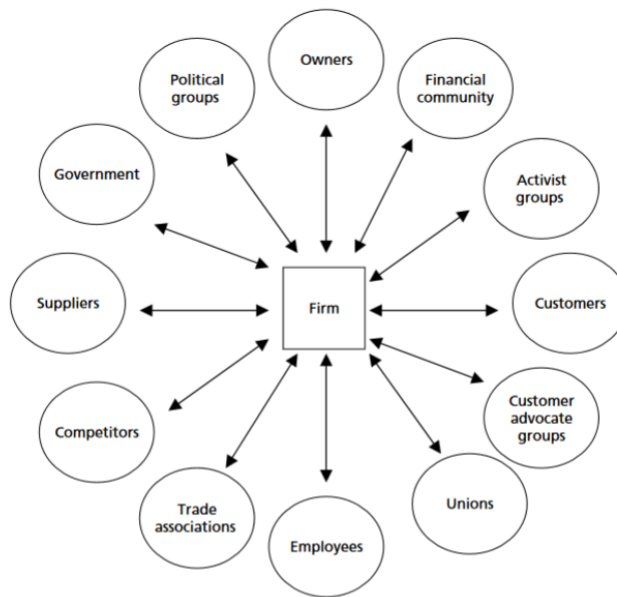 Owners
Political
groups
Financial
community
Government
Activist
groups
Suppliers
Firm
Customers
Competitors
Customer
advocate
groups
Trade
associations
Unions
Employees